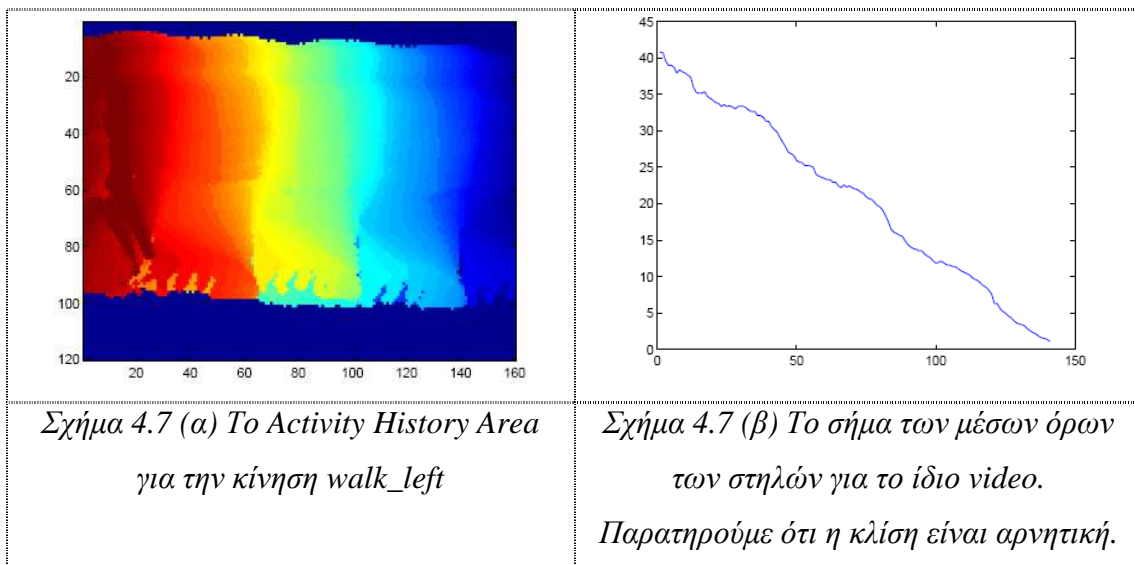 20
40
60
80
100
120
20 40 60 80 100 120 140 160
45
40
35
30
25
20
15
10
5
0
0 50 100 150
Σχήμα 4.7 (α) Το Activity History Area
για την κίνηση walk_left
Σχήμα 4.7 (β) Το σήμα των μέσων όρων
των στηλών για το ίδιο video.
Παρατηρούμε ότι η κλίση είναι αρνητική.